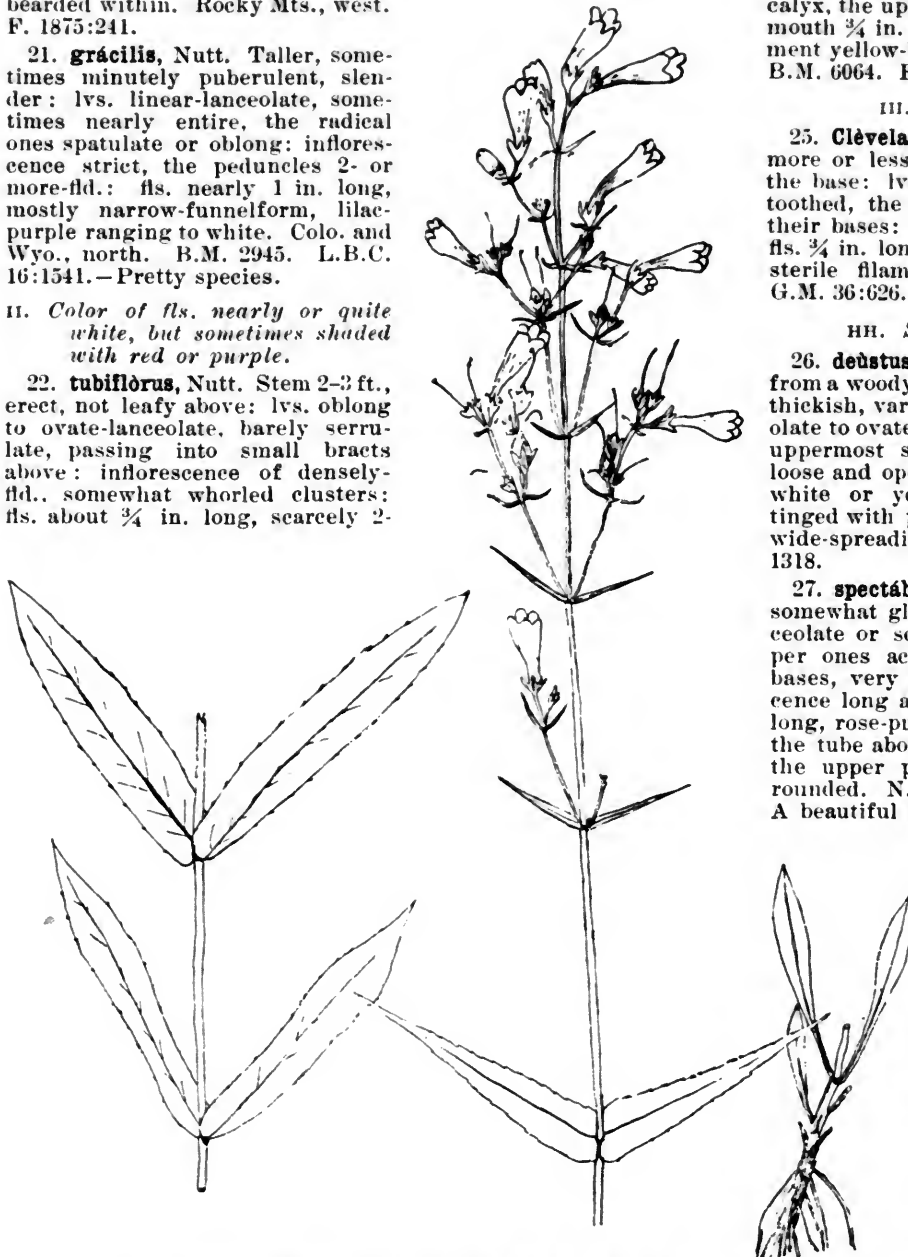 bearded within. Rocky Mts., west.
F. 1875:241.
21. grácilis, Nutt. Taller, some-
times minutely puberulent, slen-
der: lvs. linear-lanceolate, some-
times nearly entire, the radical
ones spatulate or oblong: inflores-
cence strict, the peduncles 2- or
more-fld.: fls. nearly 1 in. long,
mostly narrow-funnelform, lilac-
purple ranging to white. Colo. and
Wyo., north. B.M. 2945. L.B.C.
16:1541.—Pretty species.
II. Color of fls. nearly or quite
white, but sometimes shaded
with red or purple.
22. tubiflòrus, Nutt. Stem 2-3 ft.,
erect, not leafy above: lvs. oblong
to ovate-lanceolate, barely serru-
late, passing into small bracts
above: inflorescence of densely-
fld., somewhat whorled clusters:
fls. about ¾ in. long, scarcely 2-
calyx, the up
mouth ¾ in.
ment yellow-
B.M. 6064.
III.
25. Clèvela
more or less
the base: lv
toothed, the
their bases:
fls. ¾ in. lon
sterile filam
G.M. 36:626.
HH.
26. deùstus
from a woody
thickish, var
olate to ovate
uppermost s
loose and op
white or ye
tinged with
wide-spreadi
1318.
27. spectáb
somewhat gl
ceolate or se
per ones ac
bases, very
cence long a
long, rose-pu
the tube abo
the upper p
rounded. N.
A beautiful